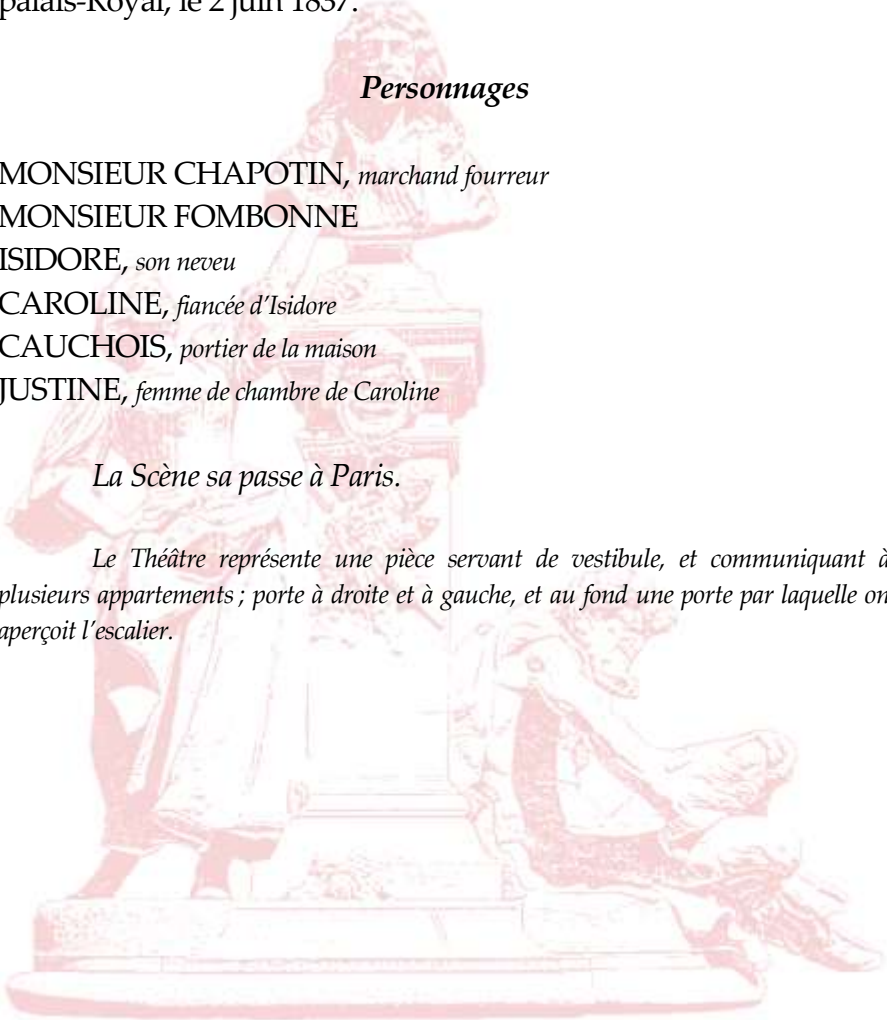 palais-Royal, le 2 juin 1837.
Personnages
MONSIEUR CHAPOTIN, marchand fourreur
MONSIEUR FOMBONNE
ISIDORE, son neveu
CAROLINE, fiancée d'Isidore
CAUCHOIS, portier de la maison
JUSTINE, femme de chambre de Caroline
La Scène sa passe à Paris.
Le Théâtre représente une pièce servant de vestibule, et communiquant à
plusieurs appartements ; porte à droite et à gauche, et au fond une porte par laquelle on
aperçoit l'escalier.